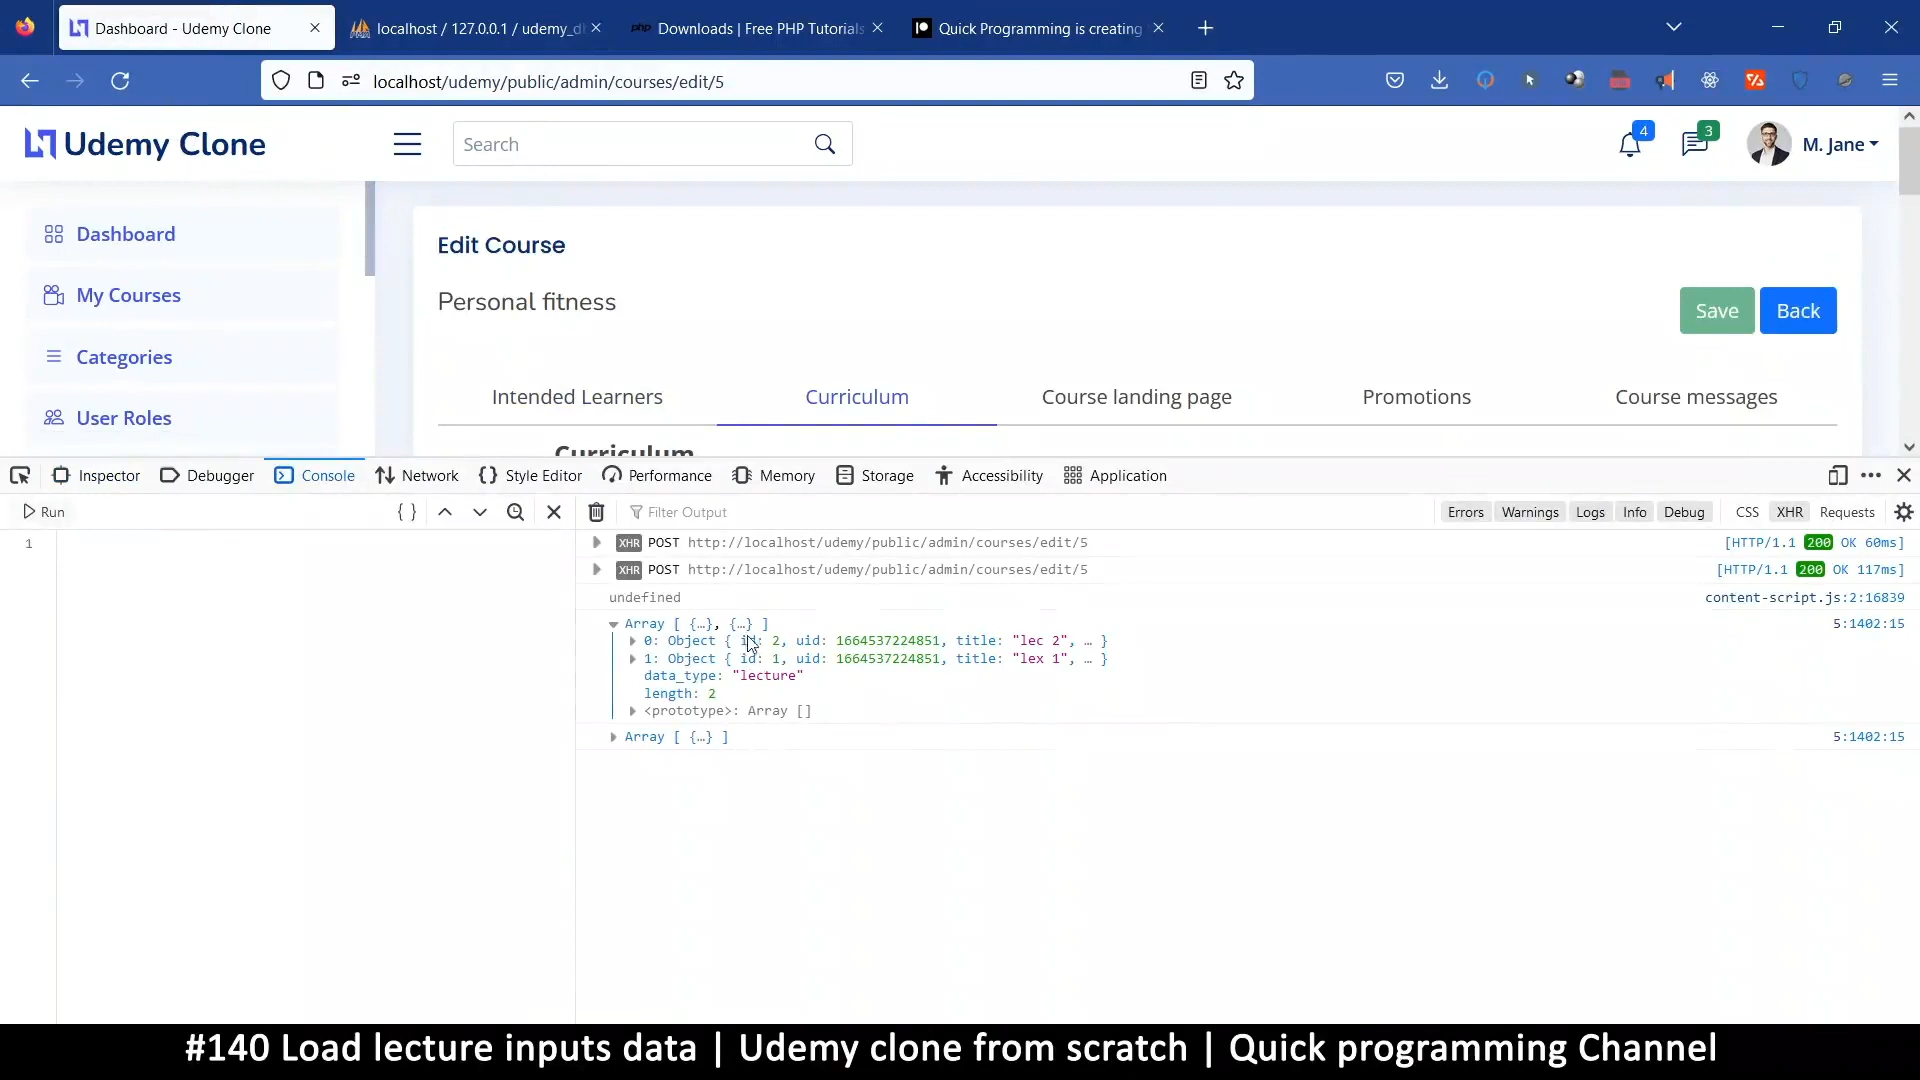 Dashboard - Udemy Clone
localhost / 127.0.0.1 / udemy_d
php Downloads | Free PHP Tutorials
Quick Programming is creating
localhost/udemy/public/admin/courses/edit/5
Udemy Clone
Search
4
3
M. Jane
Dashboard
My Courses
Categories
User Roles
Edit Course
Personal fitness
Save
Back
Intended Learners
Curriculum
Course landing page
Promotions
Course messages
Curriculum
Inspector
Debugger
Console
Network
Style Editor
Performance
Memory
Storage
Accessibility
Application
Run
Filter Output
Errors
Warnings
Logs
Info
Debug
CSS
XHR
Requests
1
XHR POST http://localhost/udemy/public/admin/courses/edit/5 [HTTP/1.1 200 OK 60ms]
XHR POST http://localhost/udemy/public/admin/courses/edit/5 [HTTP/1.1 200 OK 117ms]
undefined content-script.js:2:16839
Array [ {…}, {…} ] 5:1402:15
0: Object { id: 2, uid: 1664537224851, title: "lec 2", … }
1: Object { id: 1, uid: 1664537224851, title: "lex 1", … }
data_type: "lecture"
length: 2
<prototype>: Array []
Array [ {…} ] 5:1402:15
#140 Load lecture inputs data | Udemy clone from scratch | Quick programming Channel